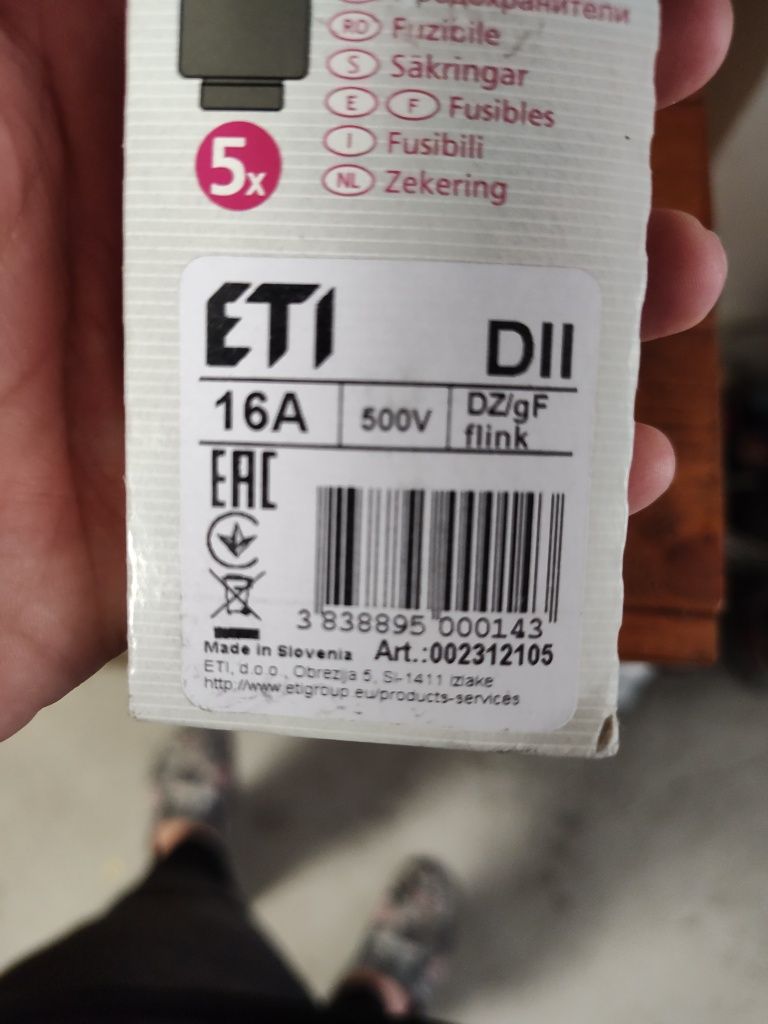 Предохранители
RO Fuzibile
S Säkringar
E F Fusibles
I Fusibili
NL Zekering
5x
ETI
DII
16A 500V DZ/gF flink
EAC
3 838895 000143
Made in Slovenia Art.:002312105
ETI, d.o.o., Obrezija 5, SI-1411 Izlake
http://www.etigroup.eu/products-services